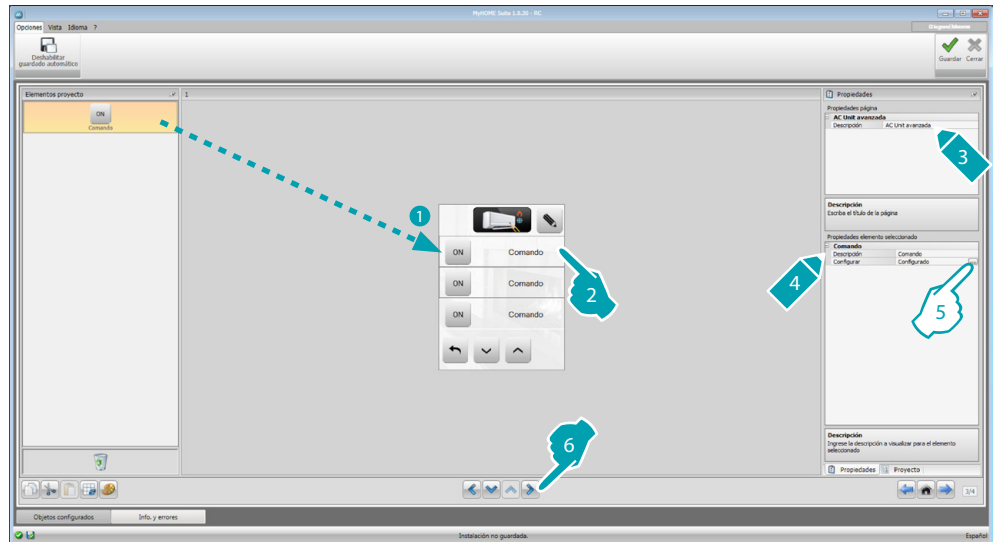 MyHOME Suite 1.0.30 - RC
Opciones Vista Idioma ?
Deshabilitar
guardado automático
Guardar Cerrar
Elementos proyecto
1
ON
Comando
1
ON Comando
2
ON Comando
ON Comando
Propiedades
Propiedades página
AC Unit avanzada
Descripción AC Unit avanzada
3
Descripción
Escriba el título de la página
Propiedades elemento seleccionado
Comando
Descripción Comando
Configurar Configurado ...
4
5
Descripción
Ingrese la descripción a visualizar para el elemento
seleccionado
Propiedades Proyecto
6
3/4
Objetos configurados Info. y errores
Instalación no guardada.
Español